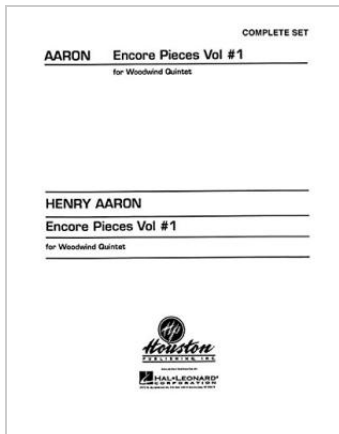 COMPLETE SET
AARON Encore Pieces Vol #1
for Woodwind Quintet
HENRY AARON
Encore Pieces Vol #1
for Woodwind Quintet
HP
Houston
PUBLISHING, INC.
HAL•LEONARD®
CORPORATION